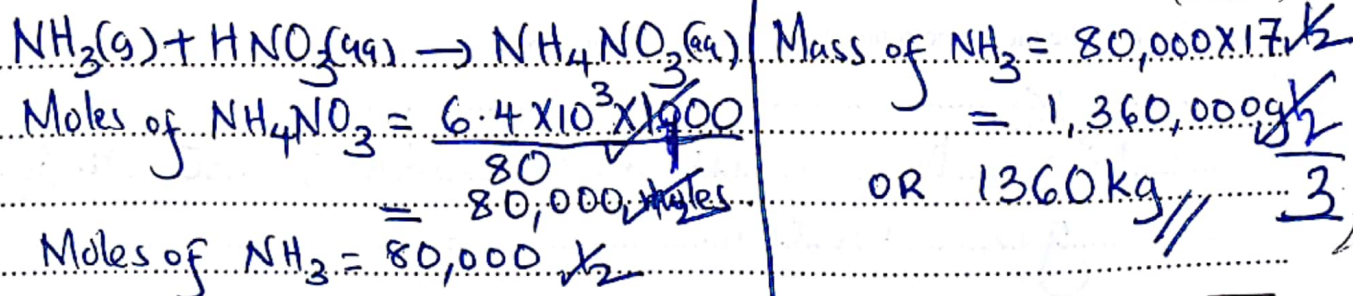 NH₃(g) + HNO₃(aq) → NH₄NO₃(aq)
Moles of NH₄NO₃ = 6.4 X 10³ X 1000
80
= 80,000 moles
Moles of NH₃ = 80,000 ½
Mass of NH₃ = 80,000 X 17 ½
= 1,360,000g ½
OR 1360kg
3